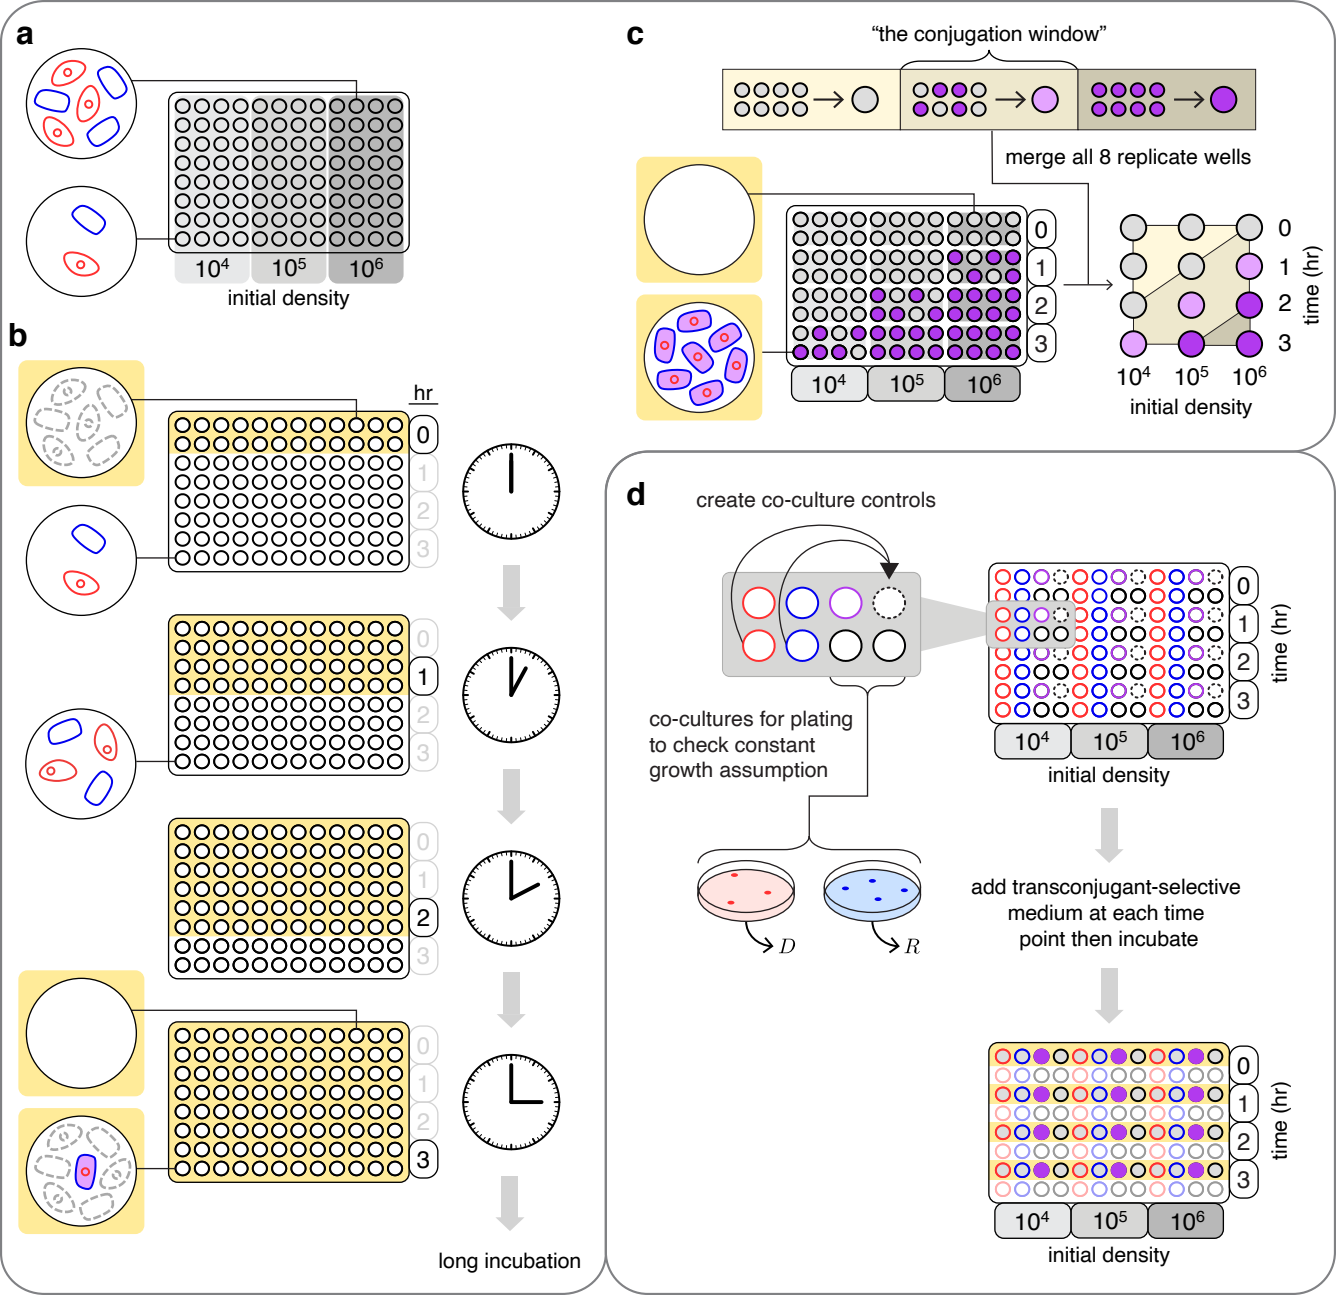 a
10⁴ 10⁵ 10⁶
initial density
b
hr
0
1
2
3
0
1
2
3
0
1
2
3
0
1
2
3
long incubation
c
“the conjugation window”
merge all 8 replicate wells
0
1
2
3
10⁴ 10⁵ 10⁶
0
1
2
3
time (hr)
10⁴ 10⁵ 10⁶
initial density
d
create co-culture controls
co-cultures for plating
to check constant
growth assumption
D
R
0
1
2
3
time (hr)
10⁴ 10⁵ 10⁶
initial density
add transconjugant-selective
medium at each time
point then incubate
0
1
2
3
time (hr)
10⁴ 10⁵ 10⁶
initial density